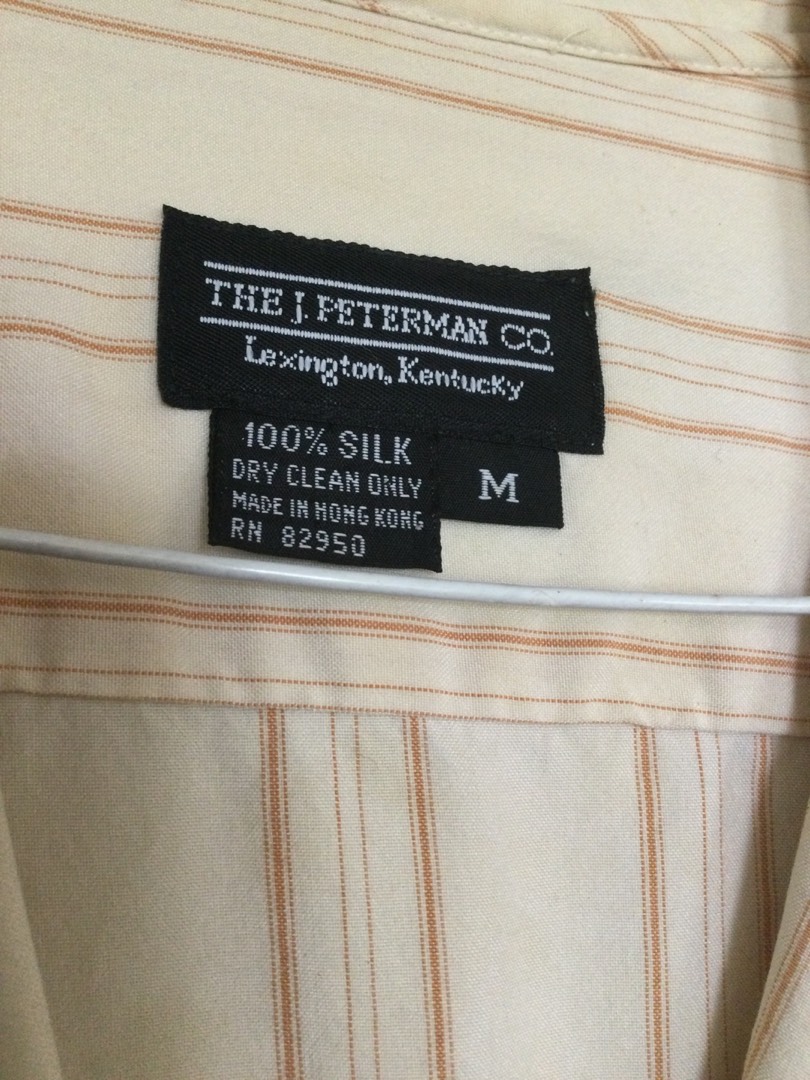 THE J. PETERMAN CO.
Lexington, Kentucky
100% SILK
DRY CLEAN ONLY
MADE IN HONG KONG
RN 82950
M